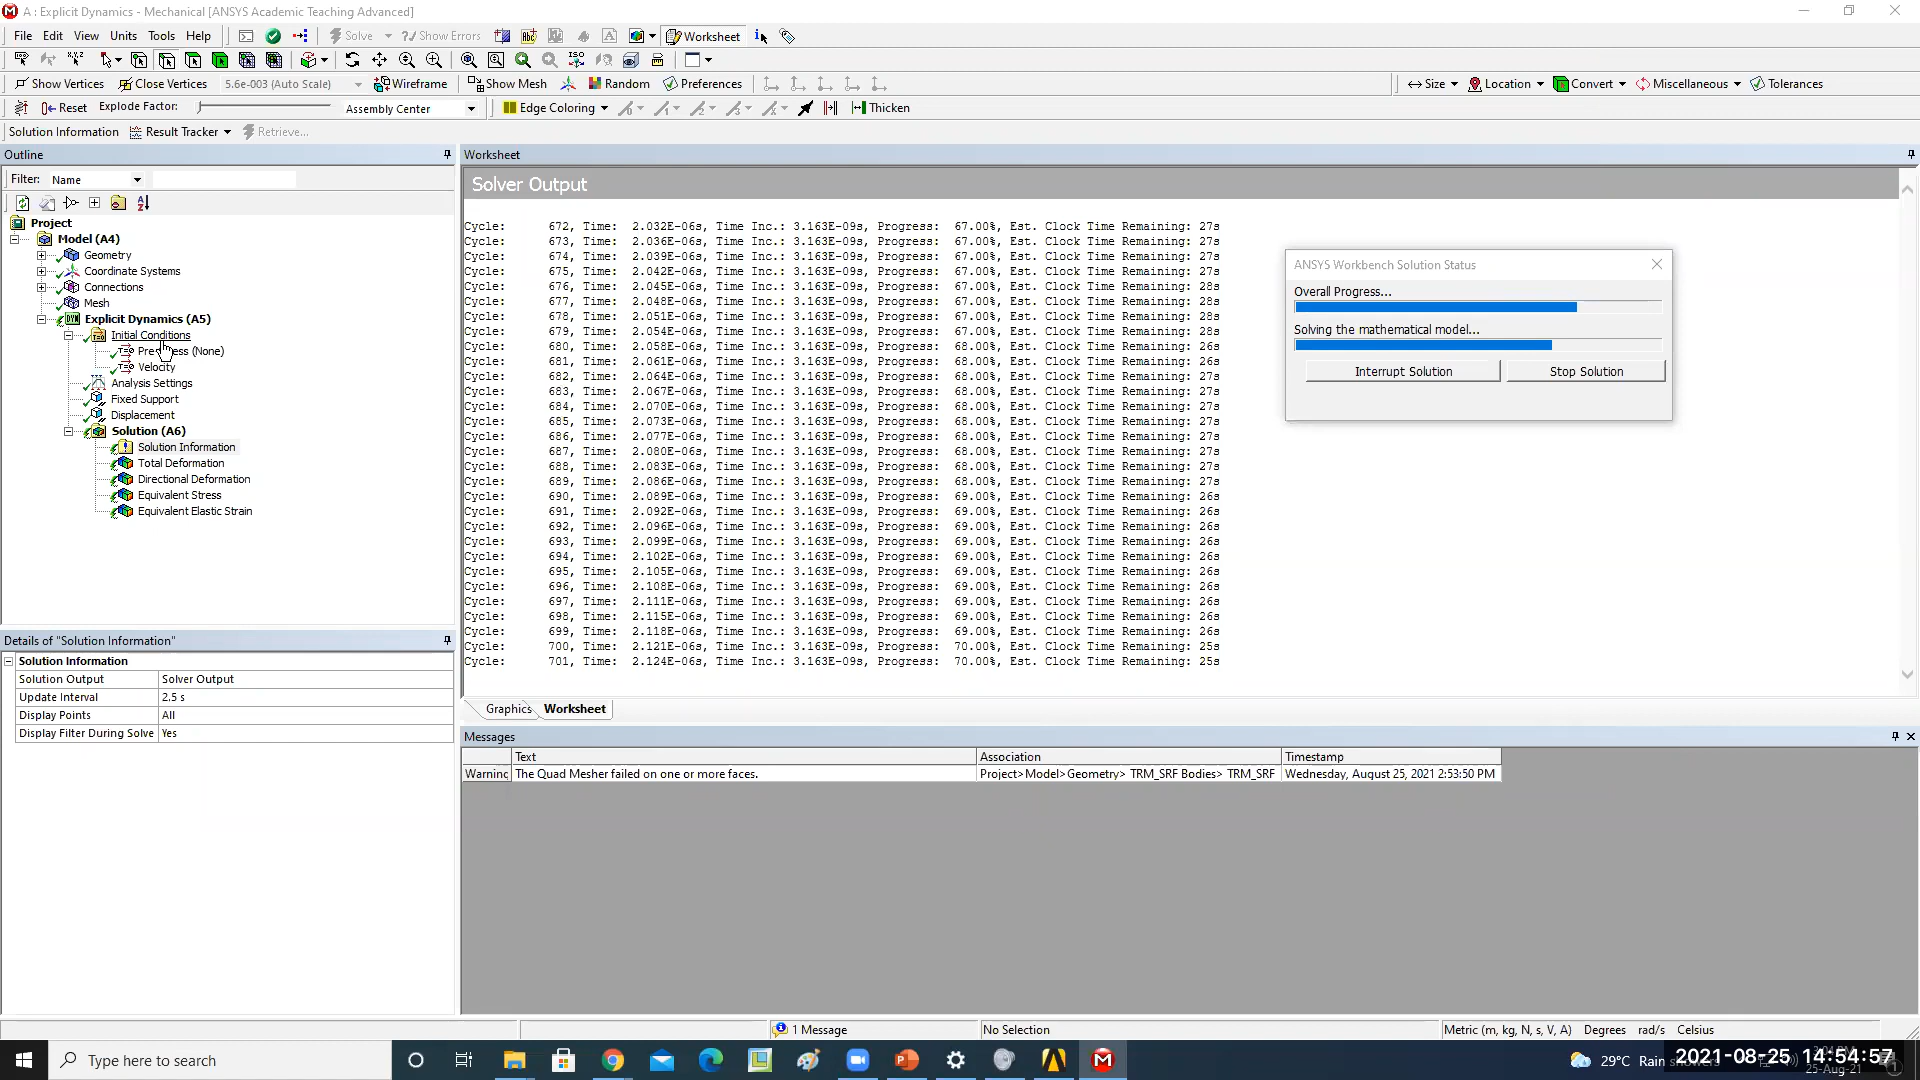 A : Explicit Dynamics - Mechanical [ANSYS Academic Teaching Advanced]
File Edit View Units Tools Help Solve Show Errors Worksheet
Show Vertices Close Vertices 5.6e-003 (Auto Scale) Wireframe Show Mesh Random Preferences Size Location Convert Miscellaneous Tolerances
Reset Explode Factor: Assembly Center Edge Coloring Thicken
Solution Information Result Tracker Retrieve...
Outline
Filter: Name
Project
Model (A4)
Geometry
Coordinate Systems
Connections
Mesh
Explicit Dynamics (A5)
Initial Conditions
(None)
Velocity
Analysis Settings
Fixed Support
Displacement
Solution (A6)
Solution Information
Total Deformation
Directional Deformation
Equivalent Stress
Equivalent Elastic Strain
Details of "Solution Information"
Solution Information
Solution Output Solver Output
Update Interval 2.5 s
Display Points All
Display Filter During Solve Yes
Worksheet
Solver Output
Cycle: 672, Time: 2.032E-06s, Time Inc.: 3.163E-09s, Progress: 67.00%, Est. Clock Time Remaining: 27s
Cycle: 673, Time: 2.036E-06s, Time Inc.: 3.163E-09s, Progress: 67.00%, Est. Clock Time Remaining: 27s
Cycle: 674, Time: 2.039E-06s, Time Inc.: 3.163E-09s, Progress: 67.00%, Est. Clock Time Remaining: 27s
Cycle: 675, Time: 2.042E-06s, Time Inc.: 3.163E-09s, Progress: 67.00%, Est. Clock Time Remaining: 27s
Cycle: 676, Time: 2.045E-06s, Time Inc.: 3.163E-09s, Progress: 67.00%, Est. Clock Time Remaining: 28s
Cycle: 677, Time: 2.048E-06s, Time Inc.: 3.163E-09s, Progress: 67.00%, Est. Clock Time Remaining: 28s
Cycle: 678, Time: 2.051E-06s, Time Inc.: 3.163E-09s, Progress: 67.00%, Est. Clock Time Remaining: 28s
Cycle: 679, Time: 2.054E-06s, Time Inc.: 3.163E-09s, Progress: 67.00%, Est. Clock Time Remaining: 28s
Cycle: 680, Time: 2.058E-06s, Time Inc.: 3.163E-09s, Progress: 68.00%, Est. Clock Time Remaining: 26s
Cycle: 681, Time: 2.061E-06s, Time Inc.: 3.163E-09s, Progress: 68.00%, Est. Clock Time Remaining: 26s
Cycle: 682, Time: 2.064E-06s, Time Inc.: 3.163E-09s, Progress: 68.00%, Est. Clock Time Remaining: 27s
Cycle: 683, Time: 2.067E-06s, Time Inc.: 3.163E-09s, Progress: 68.00%, Est. Clock Time Remaining: 27s
Cycle: 684, Time: 2.070E-06s, Time Inc.: 3.163E-09s, Progress: 68.00%, Est. Clock Time Remaining: 27s
Cycle: 685, Time: 2.073E-06s, Time Inc.: 3.163E-09s, Progress: 68.00%, Est. Clock Time Remaining: 27s
Cycle: 686, Time: 2.077E-06s, Time Inc.: 3.163E-09s, Progress: 68.00%, Est. Clock Time Remaining: 27s
Cycle: 687, Time: 2.080E-06s, Time Inc.: 3.163E-09s, Progress: 68.00%, Est. Clock Time Remaining: 27s
Cycle: 688, Time: 2.083E-06s, Time Inc.: 3.163E-09s, Progress: 68.00%, Est. Clock Time Remaining: 27s
Cycle: 689, Time: 2.086E-06s, Time Inc.: 3.163E-09s, Progress: 68.00%, Est. Clock Time Remaining: 27s
Cycle: 690, Time: 2.089E-06s, Time Inc.: 3.163E-09s, Progress: 69.00%, Est. Clock Time Remaining: 26s
Cycle: 691, Time: 2.092E-06s, Time Inc.: 3.163E-09s, Progress: 69.00%, Est. Clock Time Remaining: 26s
Cycle: 692, Time: 2.096E-06s, Time Inc.: 3.163E-09s, Progress: 69.00%, Est. Clock Time Remaining: 26s
Cycle: 693, Time: 2.099E-06s, Time Inc.: 3.163E-09s, Progress: 69.00%, Est. Clock Time Remaining: 26s
Cycle: 694, Time: 2.102E-06s, Time Inc.: 3.163E-09s, Progress: 69.00%, Est. Clock Time Remaining: 26s
Cycle: 695, Time: 2.105E-06s, Time Inc.: 3.163E-09s, Progress: 69.00%, Est. Clock Time Remaining: 26s
Cycle: 696, Time: 2.108E-06s, Time Inc.: 3.163E-09s, Progress: 69.00%, Est. Clock Time Remaining: 26s
Cycle: 697, Time: 2.111E-06s, Time Inc.: 3.163E-09s, Progress: 69.00%, Est. Clock Time Remaining: 26s
Cycle: 698, Time: 2.115E-06s, Time Inc.: 3.163E-09s, Progress: 69.00%, Est. Clock Time Remaining: 26s
Cycle: 699, Time: 2.118E-06s, Time Inc.: 3.163E-09s, Progress: 69.00%, Est. Clock Time Remaining: 26s
Cycle: 700, Time: 2.121E-06s, Time Inc.: 3.163E-09s, Progress: 70.00%, Est. Clock Time Remaining: 25s
Cycle: 701, Time: 2.124E-06s, Time Inc.: 3.163E-09s, Progress: 70.00%, Est. Clock Time Remaining: 25s
ANSYS Workbench Solution Status
Overall Progress...
Solving the mathematical model...
Interrupt Solution Stop Solution
Graphics Worksheet
Messages
Text Association Timestamp
Warning The Quad Mesher failed on one or more faces. Project>Model>Geometry> TRM_SRF Bodies> TRM_SRF Wednesday, August 25, 2021 2:53:50 PM
1 Message No Selection Metric (m, kg, N, s, V, A) Degrees rad/s Celsius
Type here to search 29°C Rain 2021-08-25 14:54:57
25-Aug-21